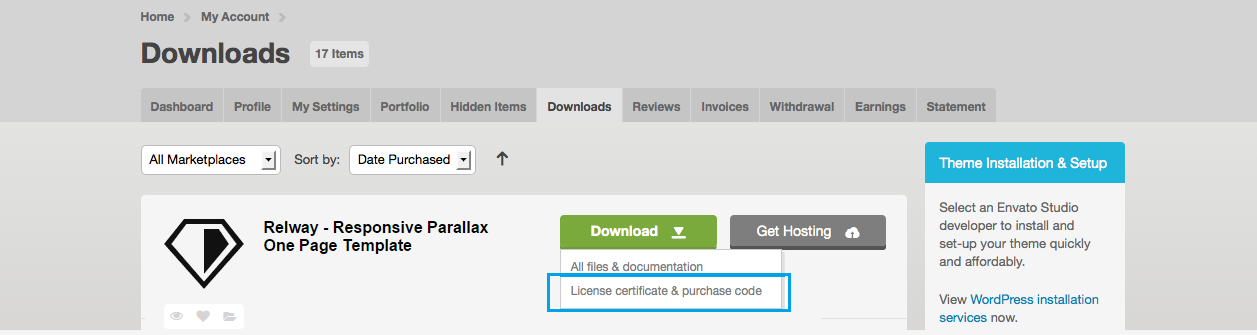 Home My Account
Downloads 17 Items
Dashboard Profile My Settings Portfolio Hidden Items Downloads Reviews Invoices Withdrawal Earnings Statement
All Marketplaces Sort by: Date Purchased
Relway - Responsive Parallax
One Page Template
Download Get Hosting
All files & documentation
License certificate & purchase code
Theme Installation & Setup
Select an Envato Studio
developer to install and
set-up your theme quickly
and affordably.
View WordPress installation
services now.